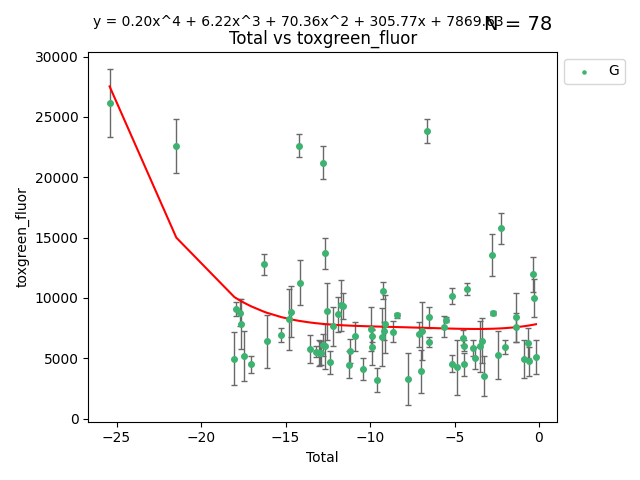 y = 0.20x^4 + 6.22x^3 + 70.36x^2 + 305.77x + 7869.63
N = 78
Total vs toxgreen_fluor
G
30000
25000
20000
15000
10000
5000
0
toxgreen_fluor
−25 −20 −15 −10 −5 0
Total